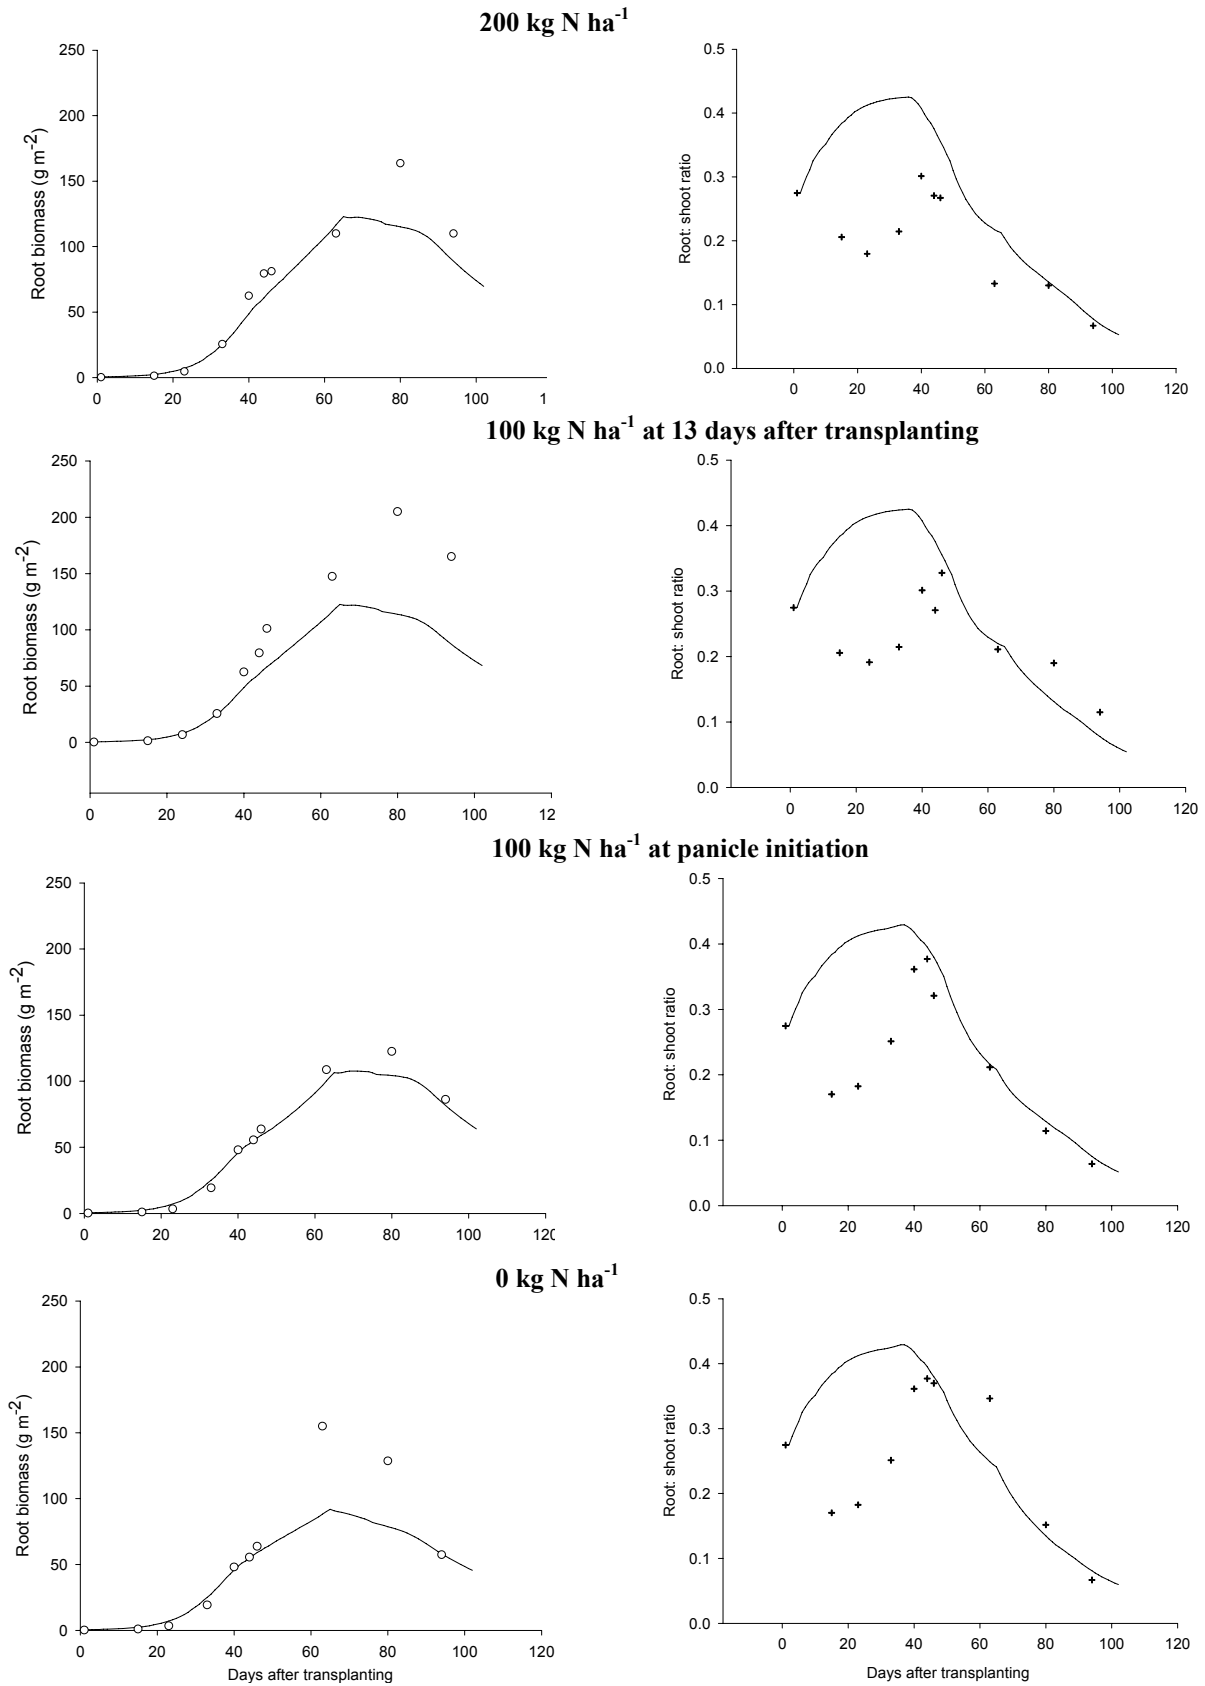 200 kg N ha-1
250
200
150
100
50
0
Root biomass (g m-2)
0 20 40 60 80 100 1
0.5
0.4
0.3
0.2
0.1
0.0
Root: shoot ratio
0 20 40 60 80 100 120
100 kg N ha-1 at 13 days after transplanting
250
200
150
100
50
0
Root biomass (g m-2)
0 20 40 60 80 100 12
0.5
0.4
0.3
0.2
0.1
0.0
Root: shoot ratio
0 20 40 60 80 100 120
100 kg N ha-1 at panicle initiation
250
200
150
100
50
0
Root biomass (g m-2)
0 20 40 60 80 100 120
0.5
0.4
0.3
0.2
0.1
0.0
Root: shoot ratio
0 20 40 60 80 100 120
0 kg N ha-1
250
200
150
100
50
0
Root biomass (g m-2)
0 20 40 60 80 100 120
Days after transplanting
0.5
0.4
0.3
0.2
0.1
0.0
Root: shoot ratio
0 20 40 60 80 100 120
Days after transplanting